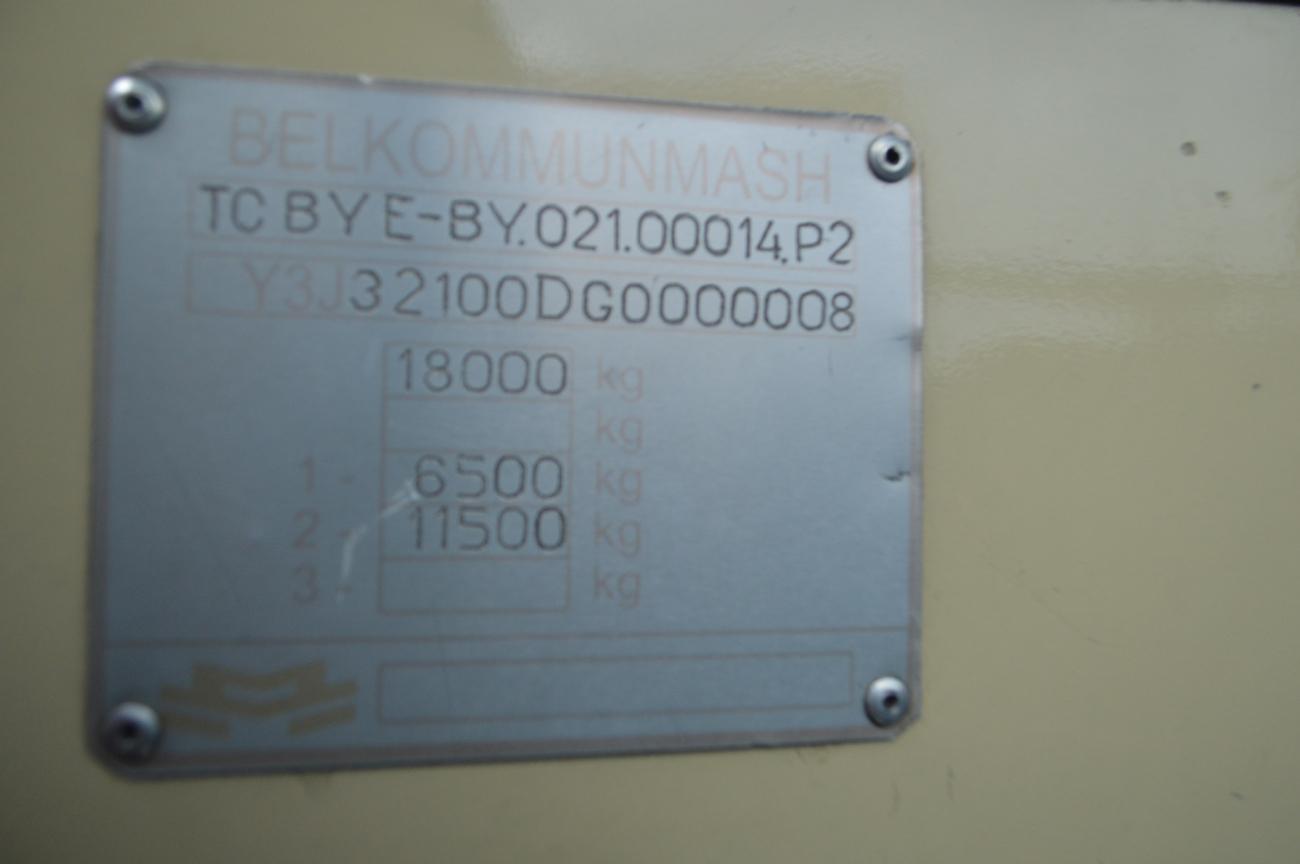 BELKOMMUNMASH
TC BY E-BY.021.00014.P2
Y3J32100DG0000008
18000 kg
kg
1 - 6500 kg
2 - 11500 kg
3 - kg